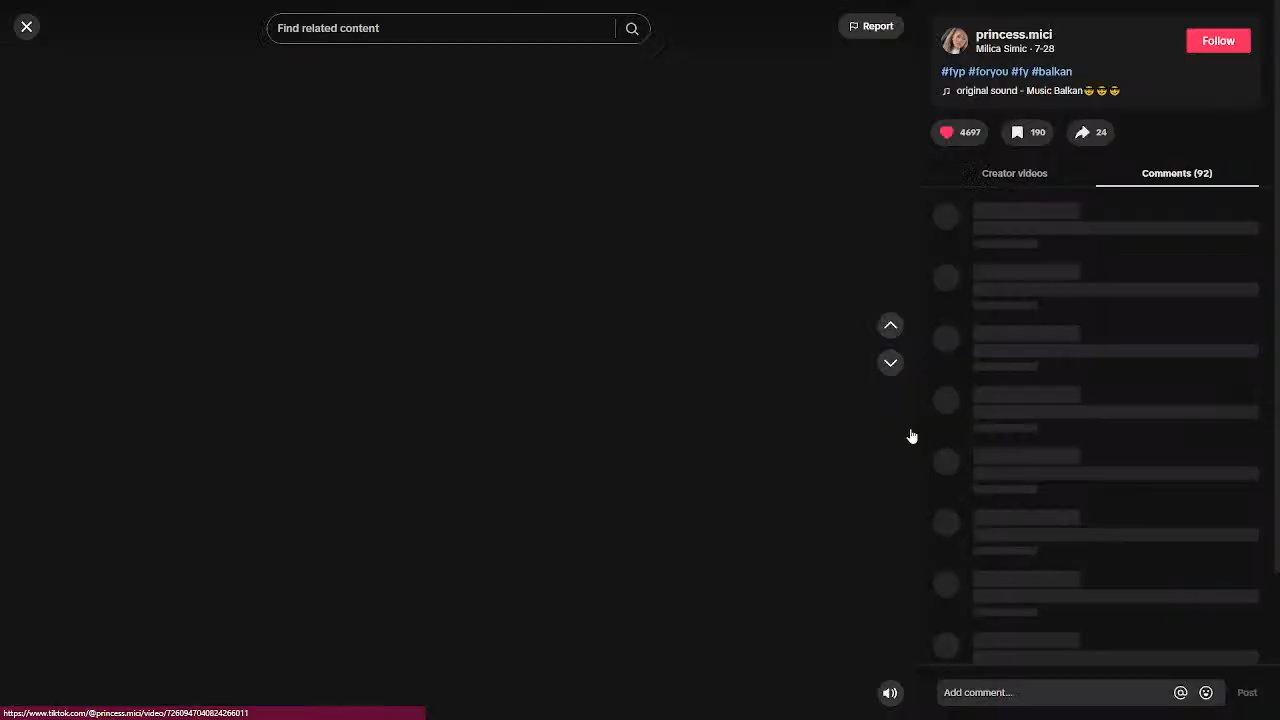 Find related content
Report
princess.mici
Milica Simic · 7-28
Follow
#fyp #foryou #fy #balkan
original sound - Music Balkan😎😎😎
4697
190
24
Creator videos
Comments (92)
Add comment...
Post
https://www.tiktok.com/@princess.mici/video/7260947040824266011